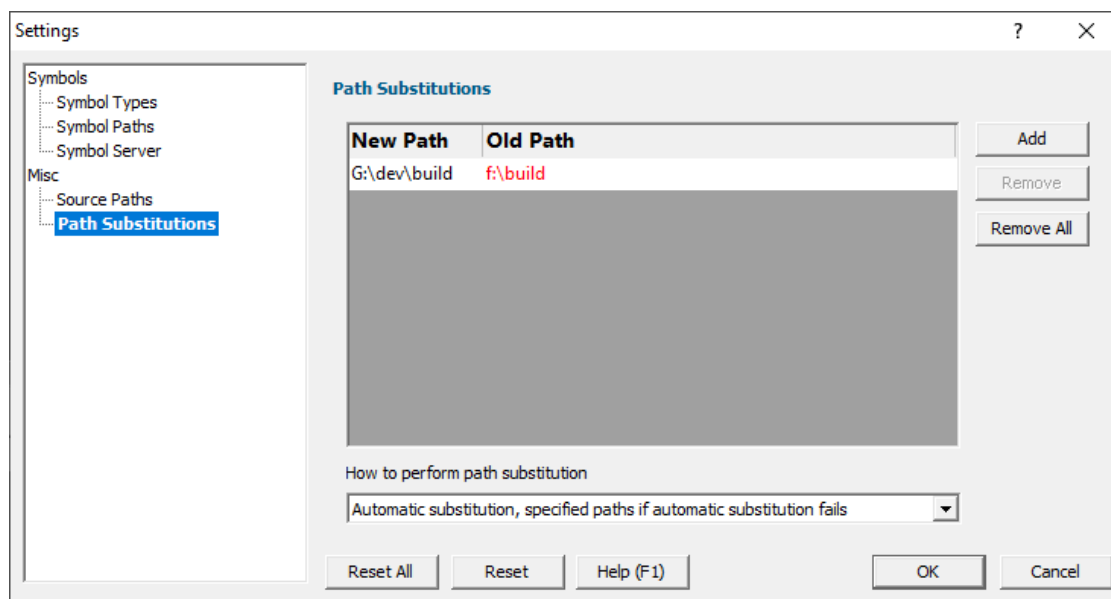 Settings
?
Symbols
Symbol Types
Symbol Paths
Symbol Server
Misc
Source Paths
Path Substitutions
Path Substitutions
New Path Old Path
G:\dev\build f:\build
Add
Remove
Remove All
How to perform path substitution
Automatic substitution, specified paths if automatic substitution fails
Reset All Reset Help (F1) OK Cancel